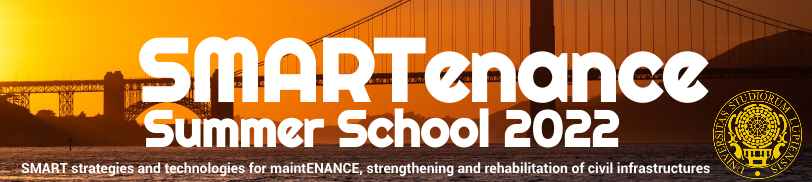 SMARTenance
Summer School 2022
SMART strategies and technologies for maintENANCE, strengthening and rehabilitation of civil infrastructures
UNIVERSITAS STUDIORUM LUPIENSIS